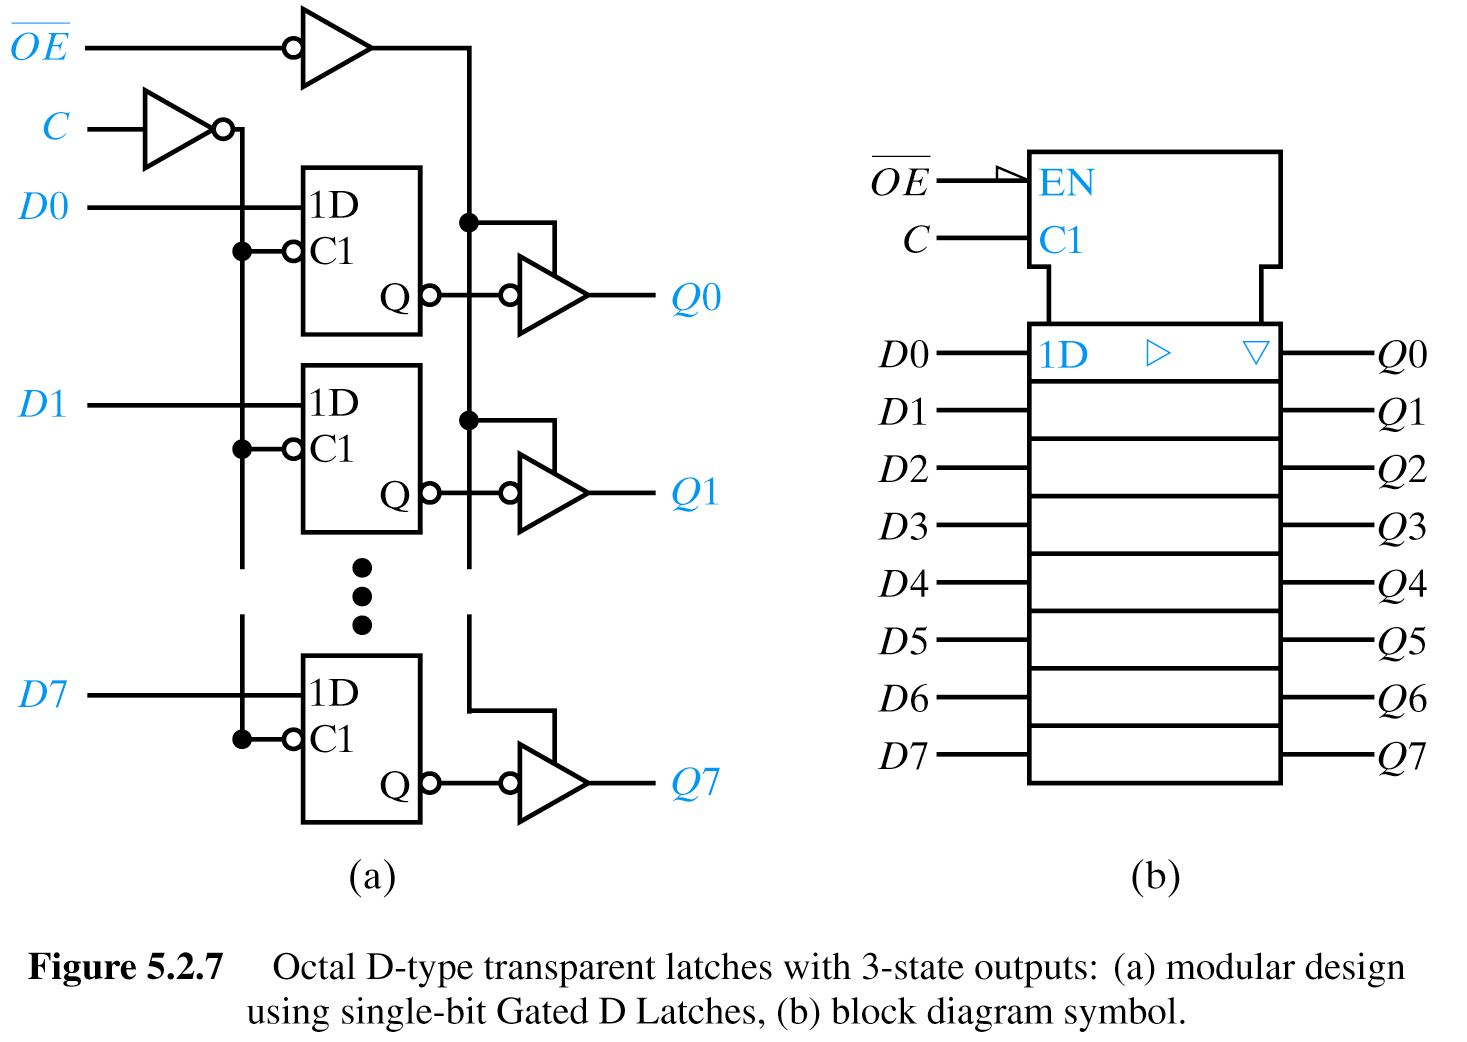 O̅E̅
C
D0
1D
C1
Q
Q0
D1
1D
C1
Q
Q1
D7
1D
C1
Q
Q7
(a)
O̅E̅ EN
C C1
D0 1D Q0
D1 Q1
D2 Q2
D3 Q3
D4 Q4
D5 Q5
D6 Q6
D7 Q7
(b)
Figure 5.2.7 Octal D-type transparent latches with 3-state outputs: (a) modular design
using single-bit Gated D Latches, (b) block diagram symbol.